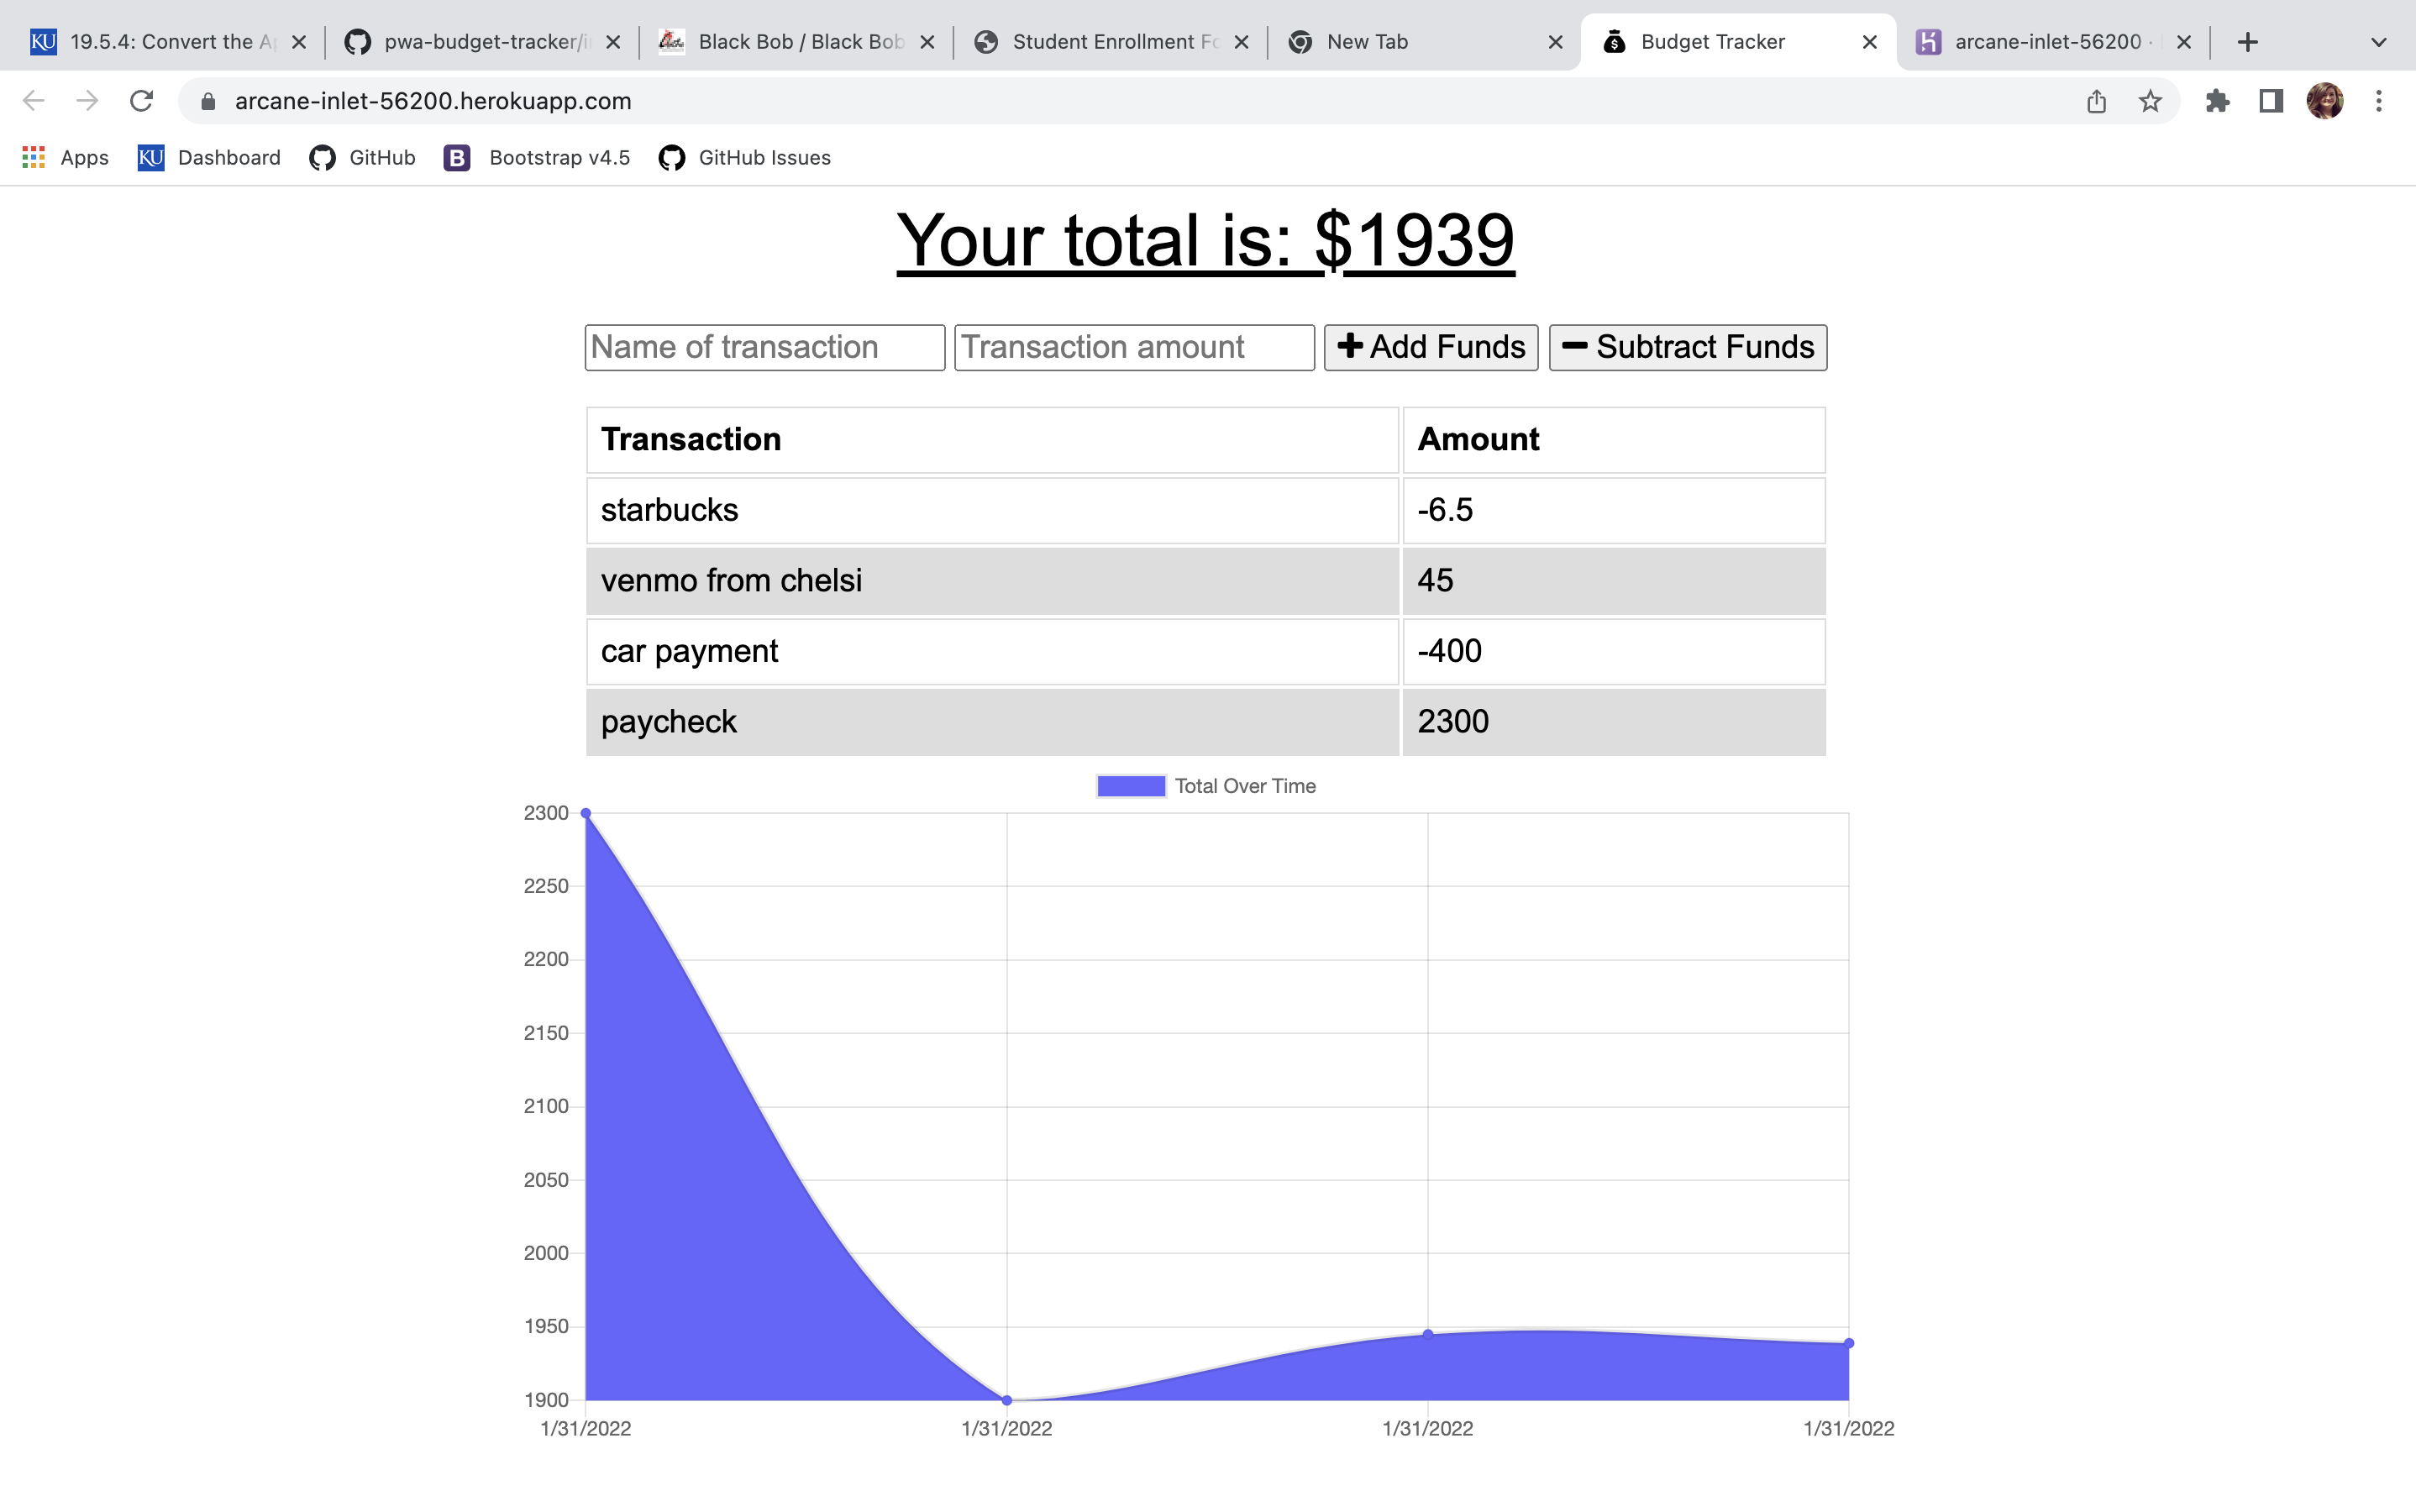 KU 19.5.4: Convert the A
pwa-budget-tracker/i
Black Bob / Black Bob
Student Enrollment Fo
New Tab
Budget Tracker
arcane-inlet-56200 ·
arcane-inlet-56200.herokuapp.com
Apps
KU Dashboard
GitHub
B Bootstrap v4.5
GitHub Issues
Your total is: $1939
Name of transaction Transaction amount Add Funds Subtract Funds
Transaction Amount
starbucks -6.5
venmo from chelsi 45
car payment -400
paycheck 2300
Total Over Time
2300
2250
2200
2150
2100
2050
2000
1950
1900
1/31/2022 1/31/2022 1/31/2022 1/31/2022